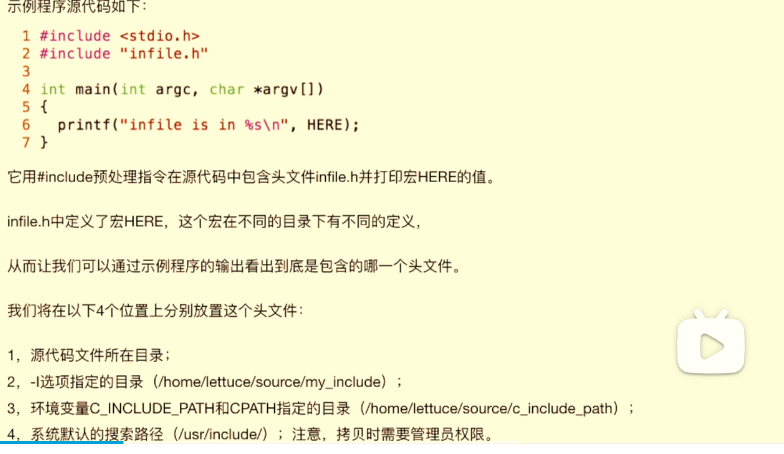 示例程序源代码如下：
1 #include <stdio.h>
2 #include "infile.h"
3
4 int main(int argc, char *argv[])
5 {
6   printf("infile is in %s\n", HERE);
7 }
它用#include预处理指令在源代码中包含头文件infile.h并打印宏HERE的值。
infile.h中定义了宏HERE，这个宏在不同的目录下有不同的定义，
从而让我们可以通过示例程序的输出看出到底是包含的哪一个头文件。
我们将在以下4个位置上分别放置这个头文件：
1，源代码文件所在目录；
2，-I选项指定的目录（/home/lettuce/source/my_include）；
3，环境变量C_INCLUDE_PATH和CPATH指定的目录（/home/lettuce/source/c_include_path）；
4，系统默认的搜索路径（/usr/include/）；注意，拷贝时需要管理员权限。